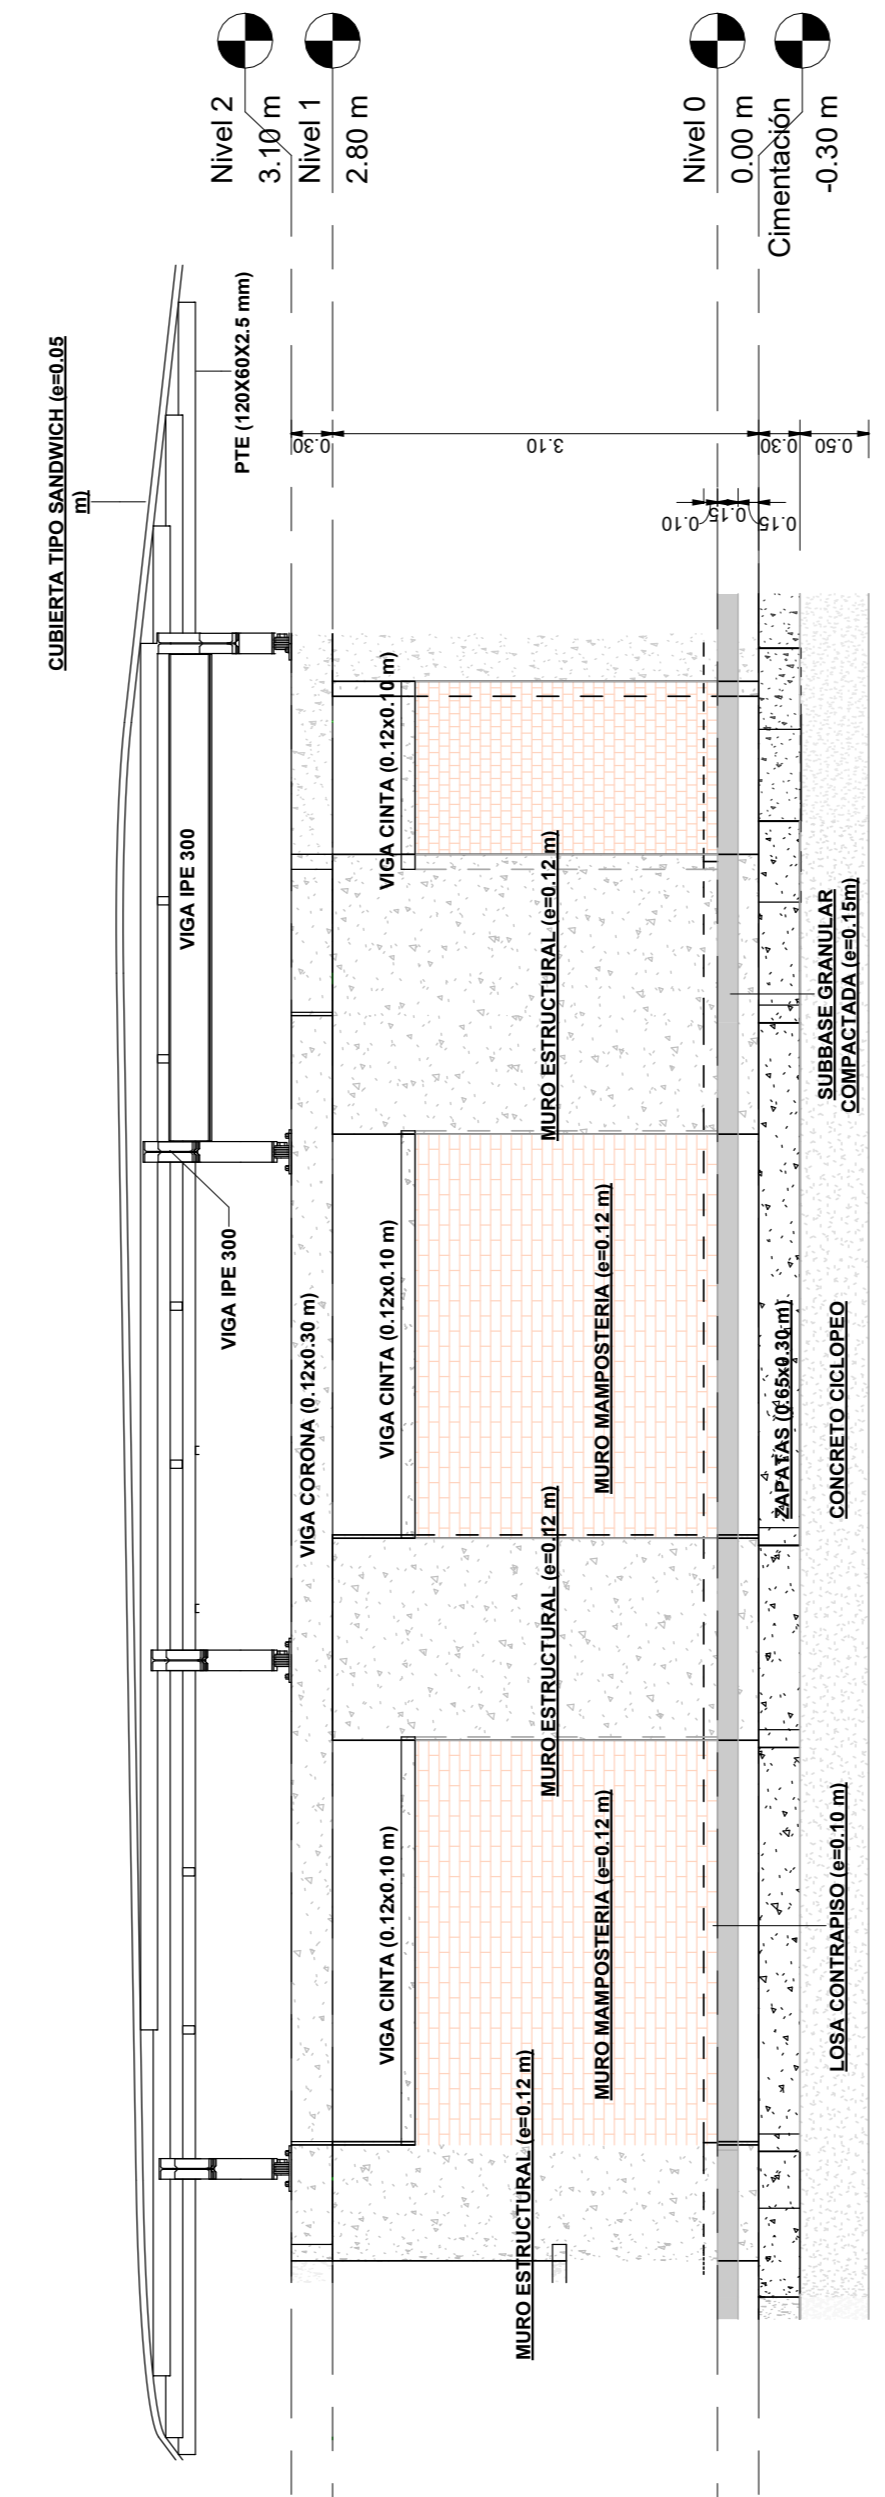 CUBIERTA TIPO SANDWICH (e=0.05
m)
PTE (120X60X2.5 mm)
Nivel 2
3.10 m
Nivel 1
2.80 m
Nivel 0
0.00 m
Cimentación
-0.30 m
VIGA IPE 300
VIGA IPE 300
VIGA CORONA (0.12x0.30 m)
VIGA CINTA (0.12x0.10 m)
VIGA CINTA (0.12x0.10 m)
VIGA CINTA (0.12x0.10 m)
MURO ESTRUCTURAL (e=0.12 m)
MURO MAMPOSTERIA (e=0.12 m)
MURO ESTRUCTURAL (e=0.12 m)
MURO MAMPOSTERIA (e=0.12 m)
MURO ESTRUCTURAL (e=0.12 m)
0.30
3.10
0.30
0.50
0.10
0.15
0.15
LOSA CONTRAPISO (e=0.10 m)
ZAPATAS (0.65x0.30 m)
CONCRETO CICLOPEO
SUBBASE GRANULAR
COMPACTADA (e=0.15m)